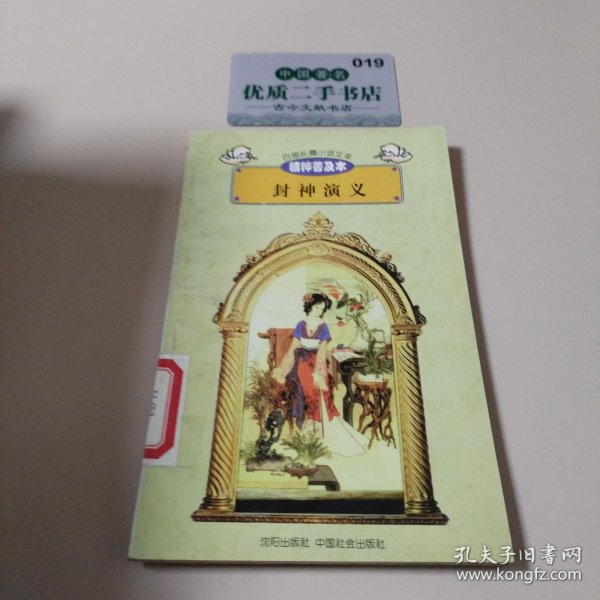 019
中国著名
优质二手书店
古今文献书店
百部长篇小说文库
精粹普及本
封神演义
沈阳出版社 中国社会出版社
孔夫子旧书网
www.kongfz.com